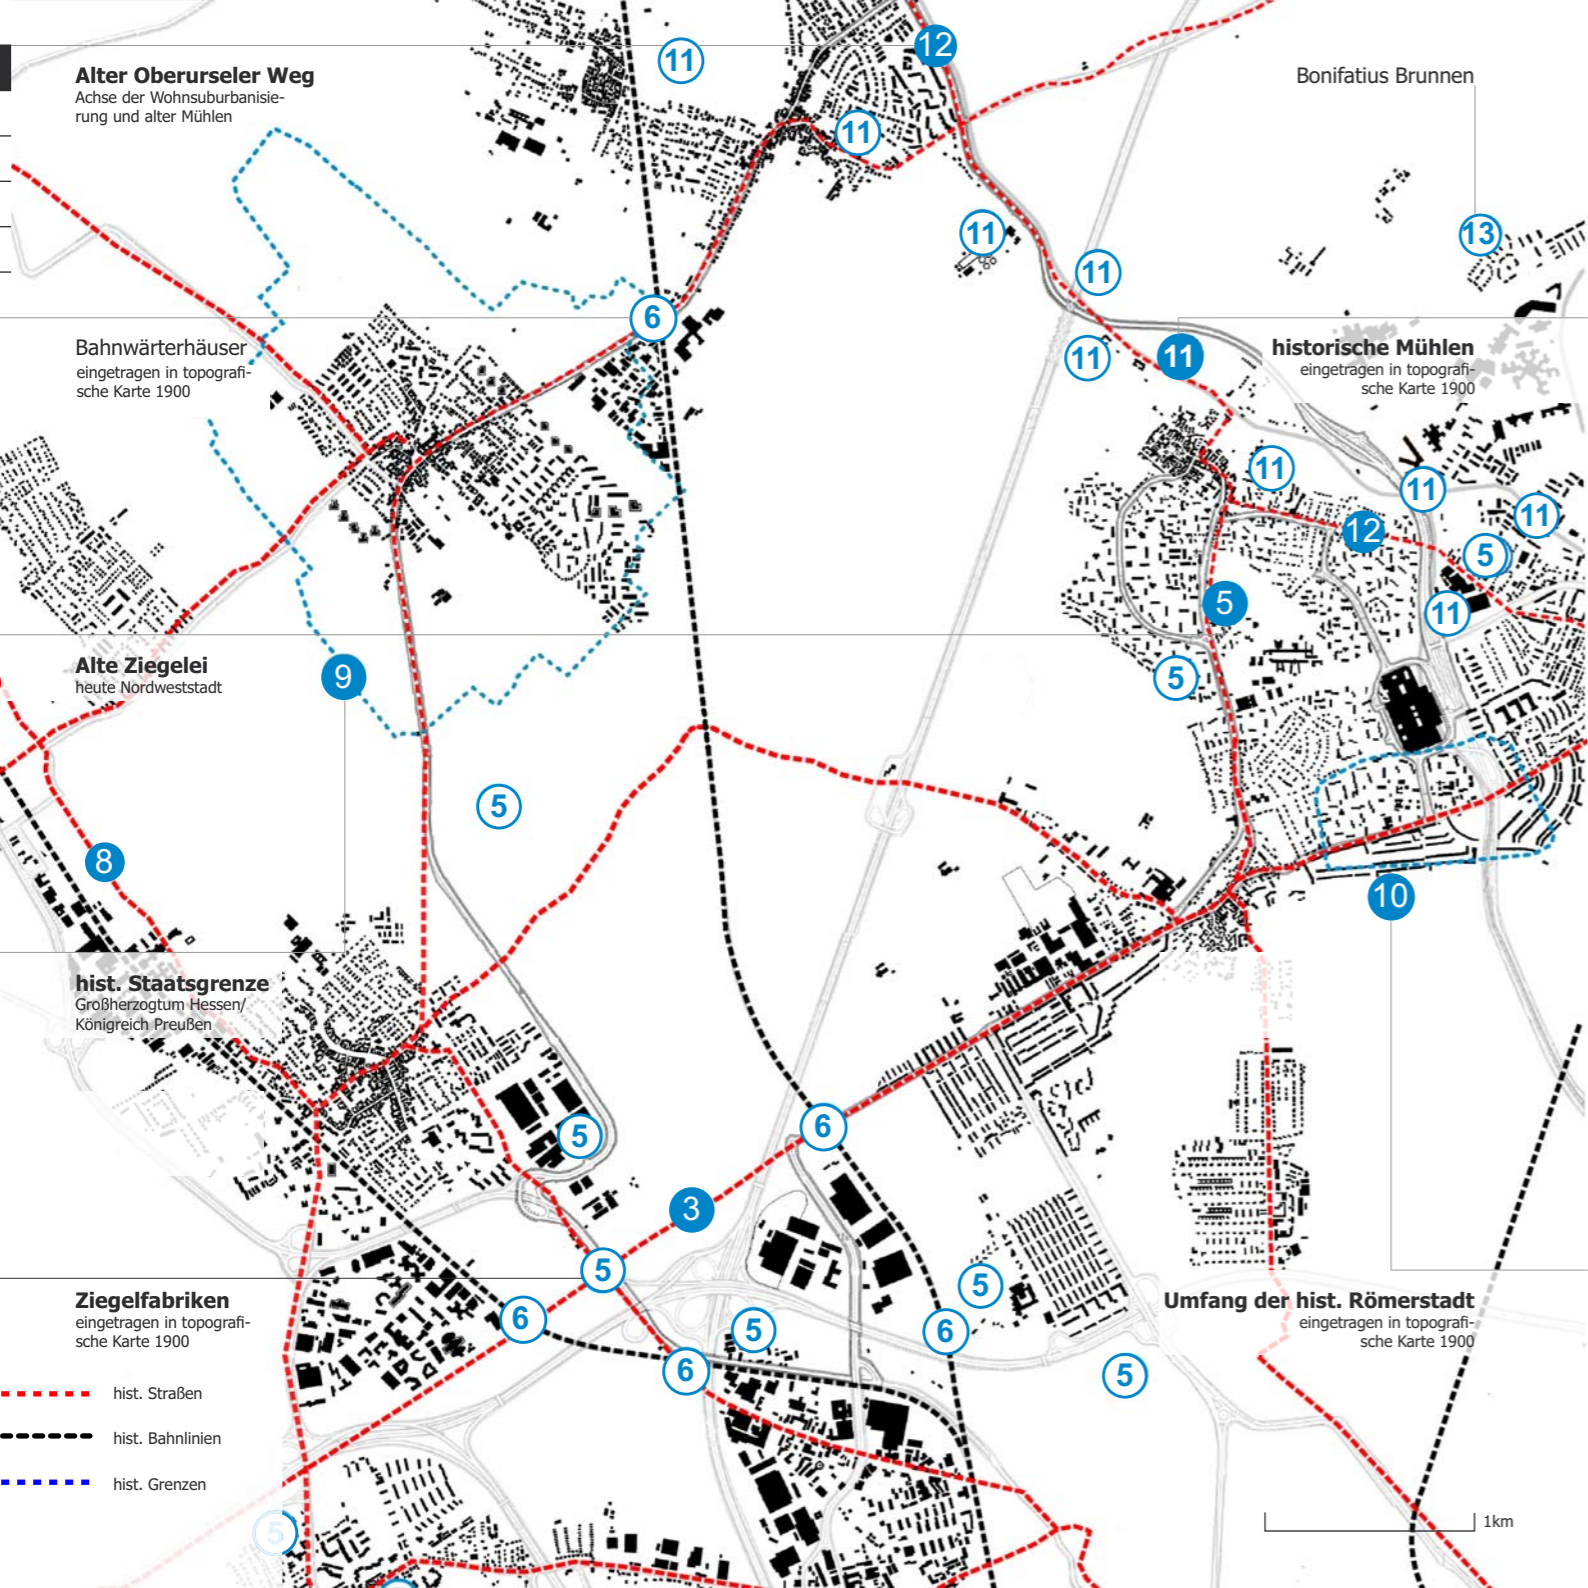 Alter Oberurseler Weg
Achse der Wohnsuburbanisie-
rung und alter Mühlen
Bonifatius Brunnen
11
12
11
11
13
11
6
Bahnwärterhäuser
eingetragen in topografi-
sche Karte 1900
11
11
historische Mühlen
eingetragen in topografi-
sche Karte 1900
11
11
11
12
5
5
11
Alte Ziegelei
heute Nordweststadt
9
5
5
8
10
hist. Staatsgrenze
Großherzogtum Hessen/
Königreich Preußen
6
5
3
5
5
Ziegelfabriken
eingetragen in topografi-
sche Karte 1900
6
5
6
6
5
Umfang der hist. Römerstadt
eingetragen in topografi-
sche Karte 1900
hist. Straßen
hist. Bahnlinien
hist. Grenzen
5
1km